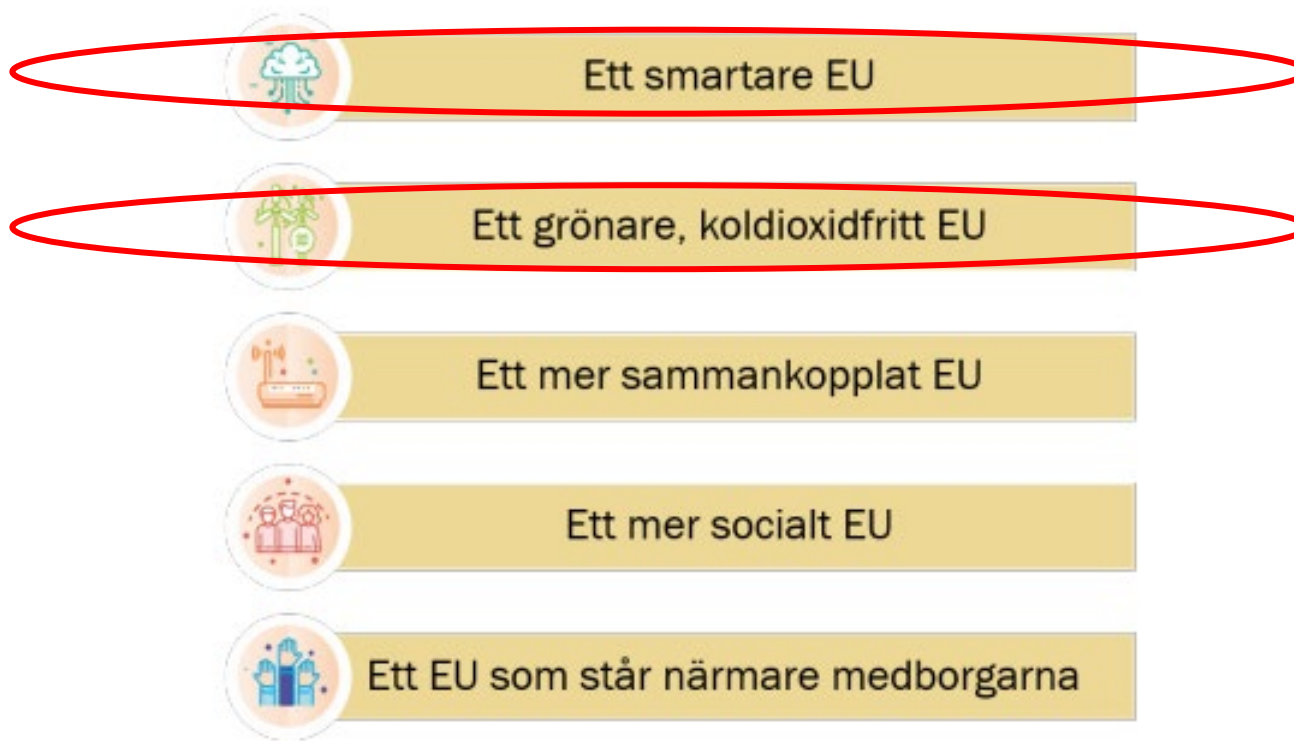 Ett smartare EU
Ett grönare, koldioxidfritt EU
Ett mer sammankopplat EU
Ett mer socialt EU
Ett EU som står närmare medborgarna